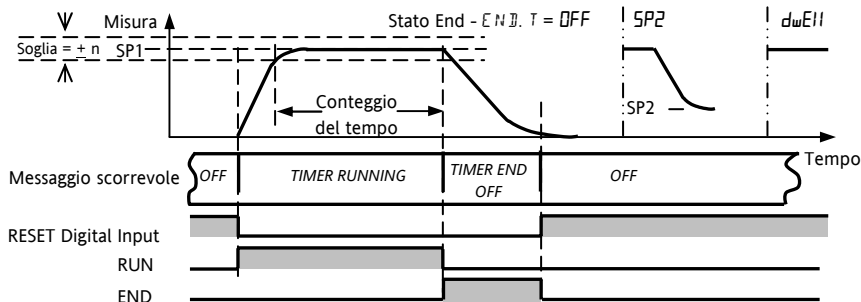 Misura
Stato End - END. T = OFF
SP2
dwEll
Soglia = ± n
SP1
Conteggio
del tempo
SP2
Tempo
Messaggio scorrevole
OFF
TIMER RUNNING
TIMER END
OFF
OFF
RESET Digital Input
RUN
END